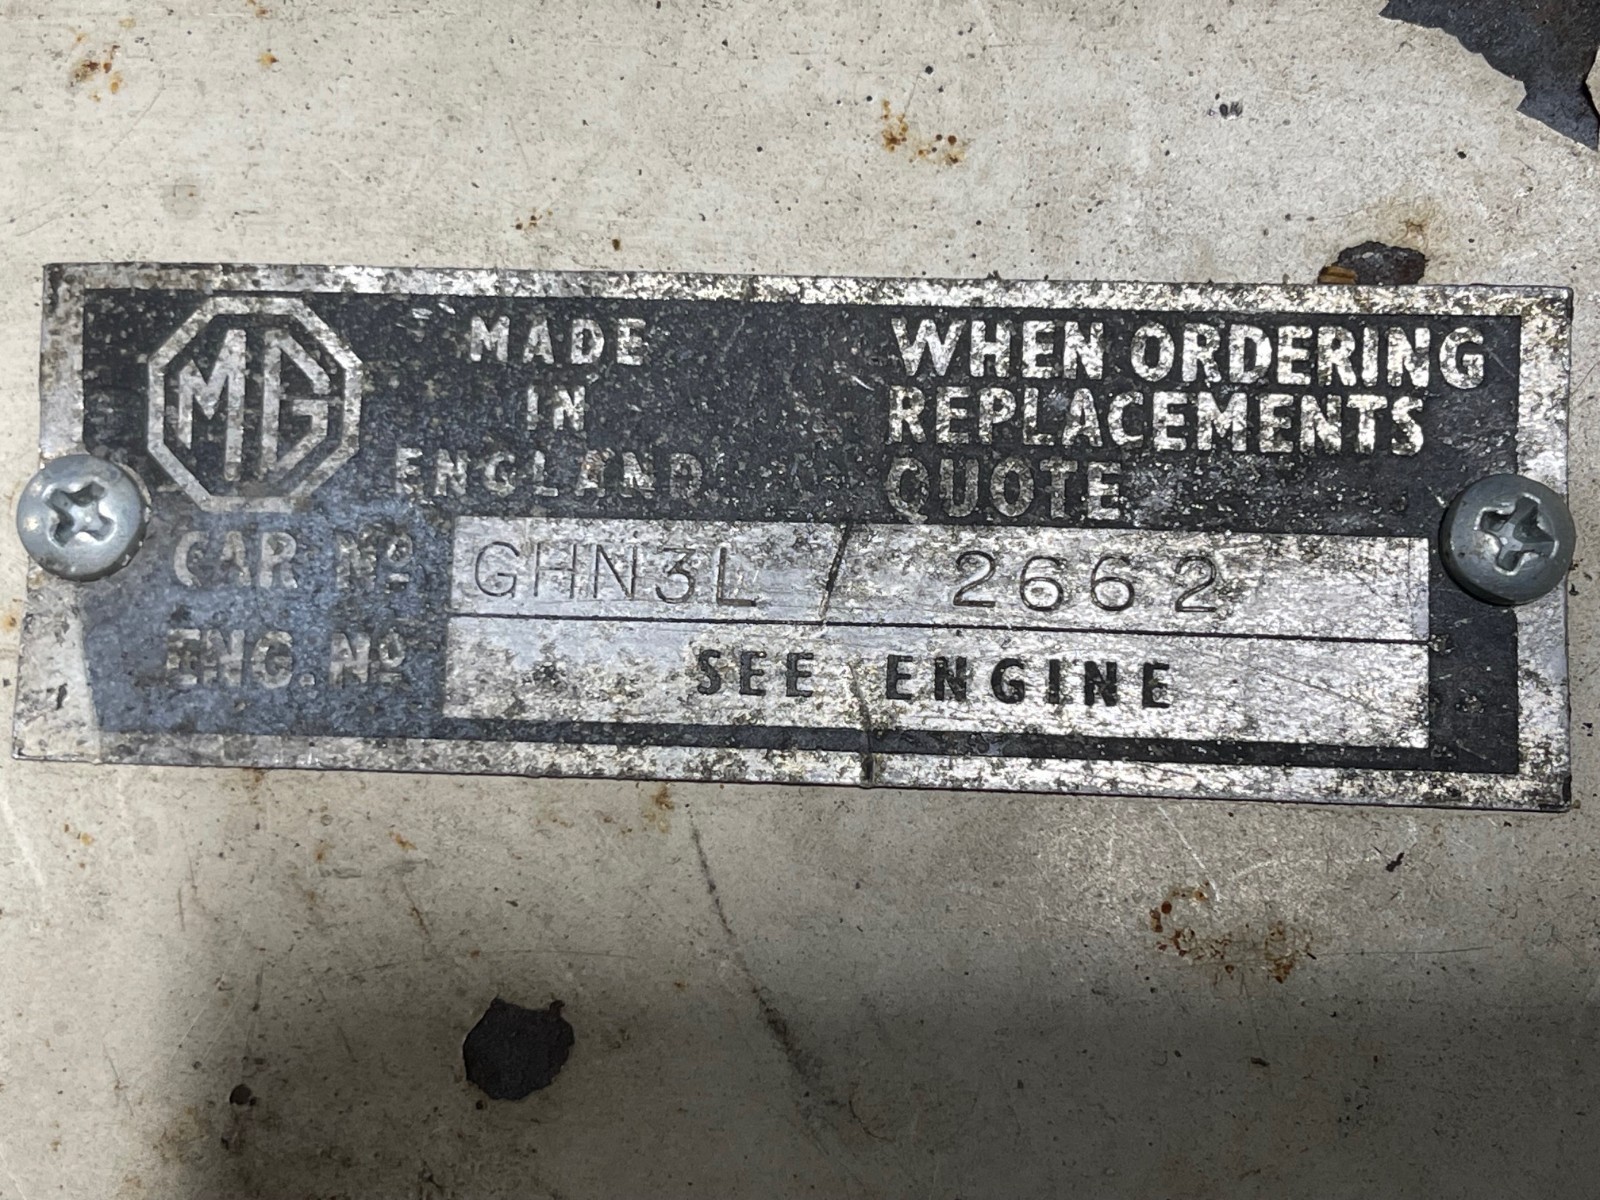 MG
MADE
IN
ENGLAND
WHEN ORDERING
REPLACEMENTS
QUOTE
CAR Nº GHN3L / 2662
ENG. Nº SEE ENGINE